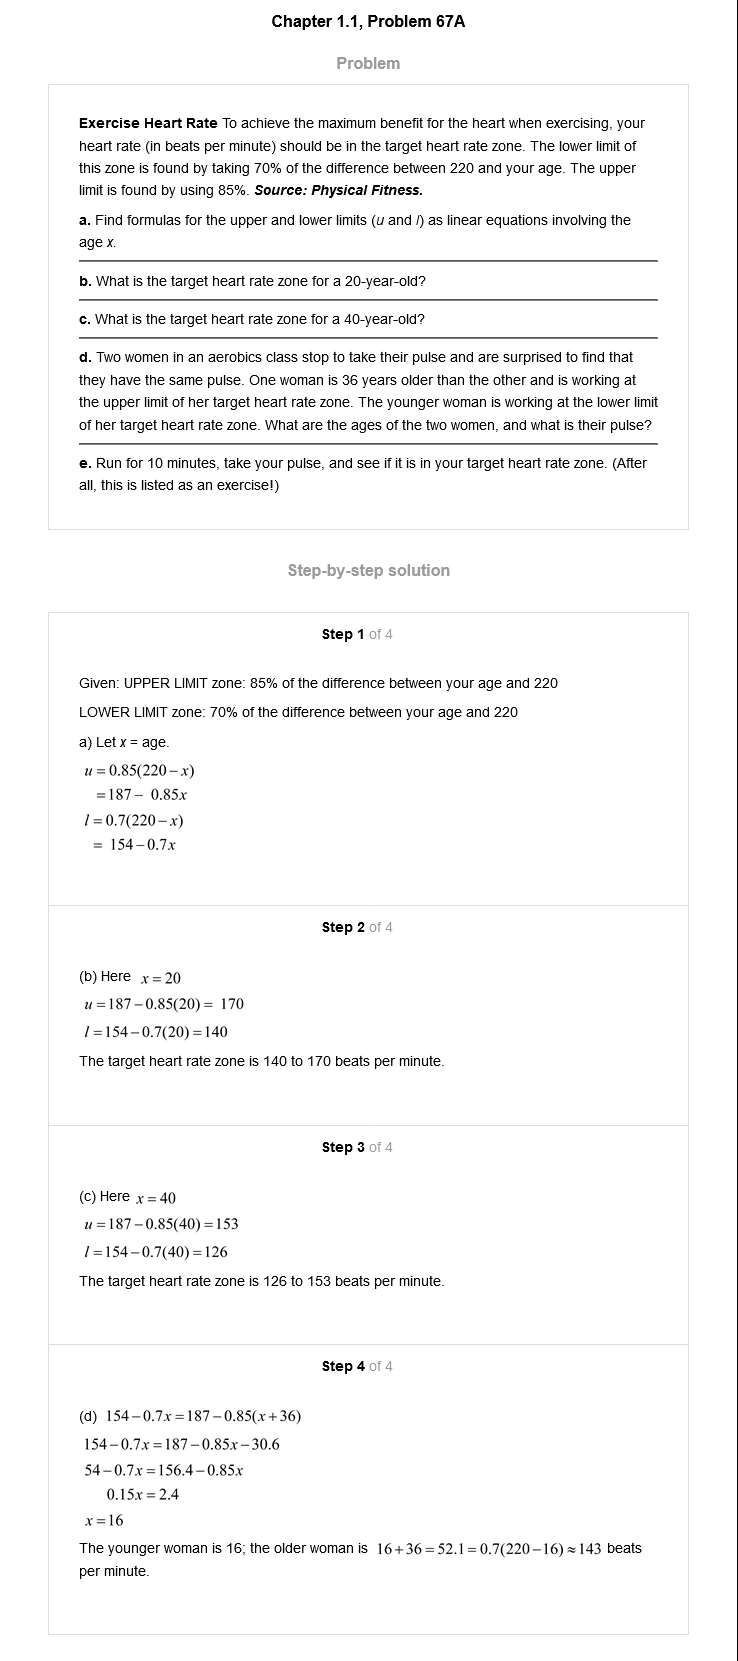 Chapter 1.1, Problem 67A
Problem
Exercise Heart Rate To achieve the maximum benefit for the heart when exercising, your
heart rate (in beats per minute) should be in the target heart rate zone. The lower limit of
this zone is found by taking 70% of the difference between 220 and your age. The upper
limit is found by using 85%. Source: Physical Fitness.
a. Find formulas for the upper and lower limits (u and l) as linear equations involving the
age x.
b. What is the target heart rate zone for a 20-year-old?
c. What is the target heart rate zone for a 40-year-old?
d. Two women in an aerobics class stop to take their pulse and are surprised to find that
they have the same pulse. One woman is 36 years older than the other and is working at
the upper limit of her target heart rate zone. The younger woman is working at the lower limit
of her target heart rate zone. What are the ages of the two women, and what is their pulse?
e. Run for 10 minutes, take your pulse, and see if it is in your target heart rate zone. (After
all, this is listed as an exercise!)
Step-by-step solution
Step 1 of 4
Given: UPPER LIMIT zone: 85% of the difference between your age and 220
LOWER LIMIT zone: 70% of the difference between your age and 220
a) Let x = age.
u = 0.85(220 – x)
= 187 – 0.85x
l = 0.7(220 – x)
= 154 – 0.7x
Step 2 of 4
(b) Here x = 20
u = 187 – 0.85(20) = 170
l = 154 – 0.7(20) = 140
The target heart rate zone is 140 to 170 beats per minute.
Step 3 of 4
(c) Here x = 40
u = 187 – 0.85(40) = 153
l = 154 – 0.7(40) = 126
The target heart rate zone is 126 to 153 beats per minute.
Step 4 of 4
(d) 154 – 0.7x = 187 – 0.85(x + 36)
154 – 0.7x = 187 – 0.85x – 30.6
54 – 0.7x = 156.4 – 0.85x
0.15x = 2.4
x = 16
The younger woman is 16; the older woman is 16 + 36 = 52.1 = 0.7(220 – 16) ≈ 143 beats
per minute.